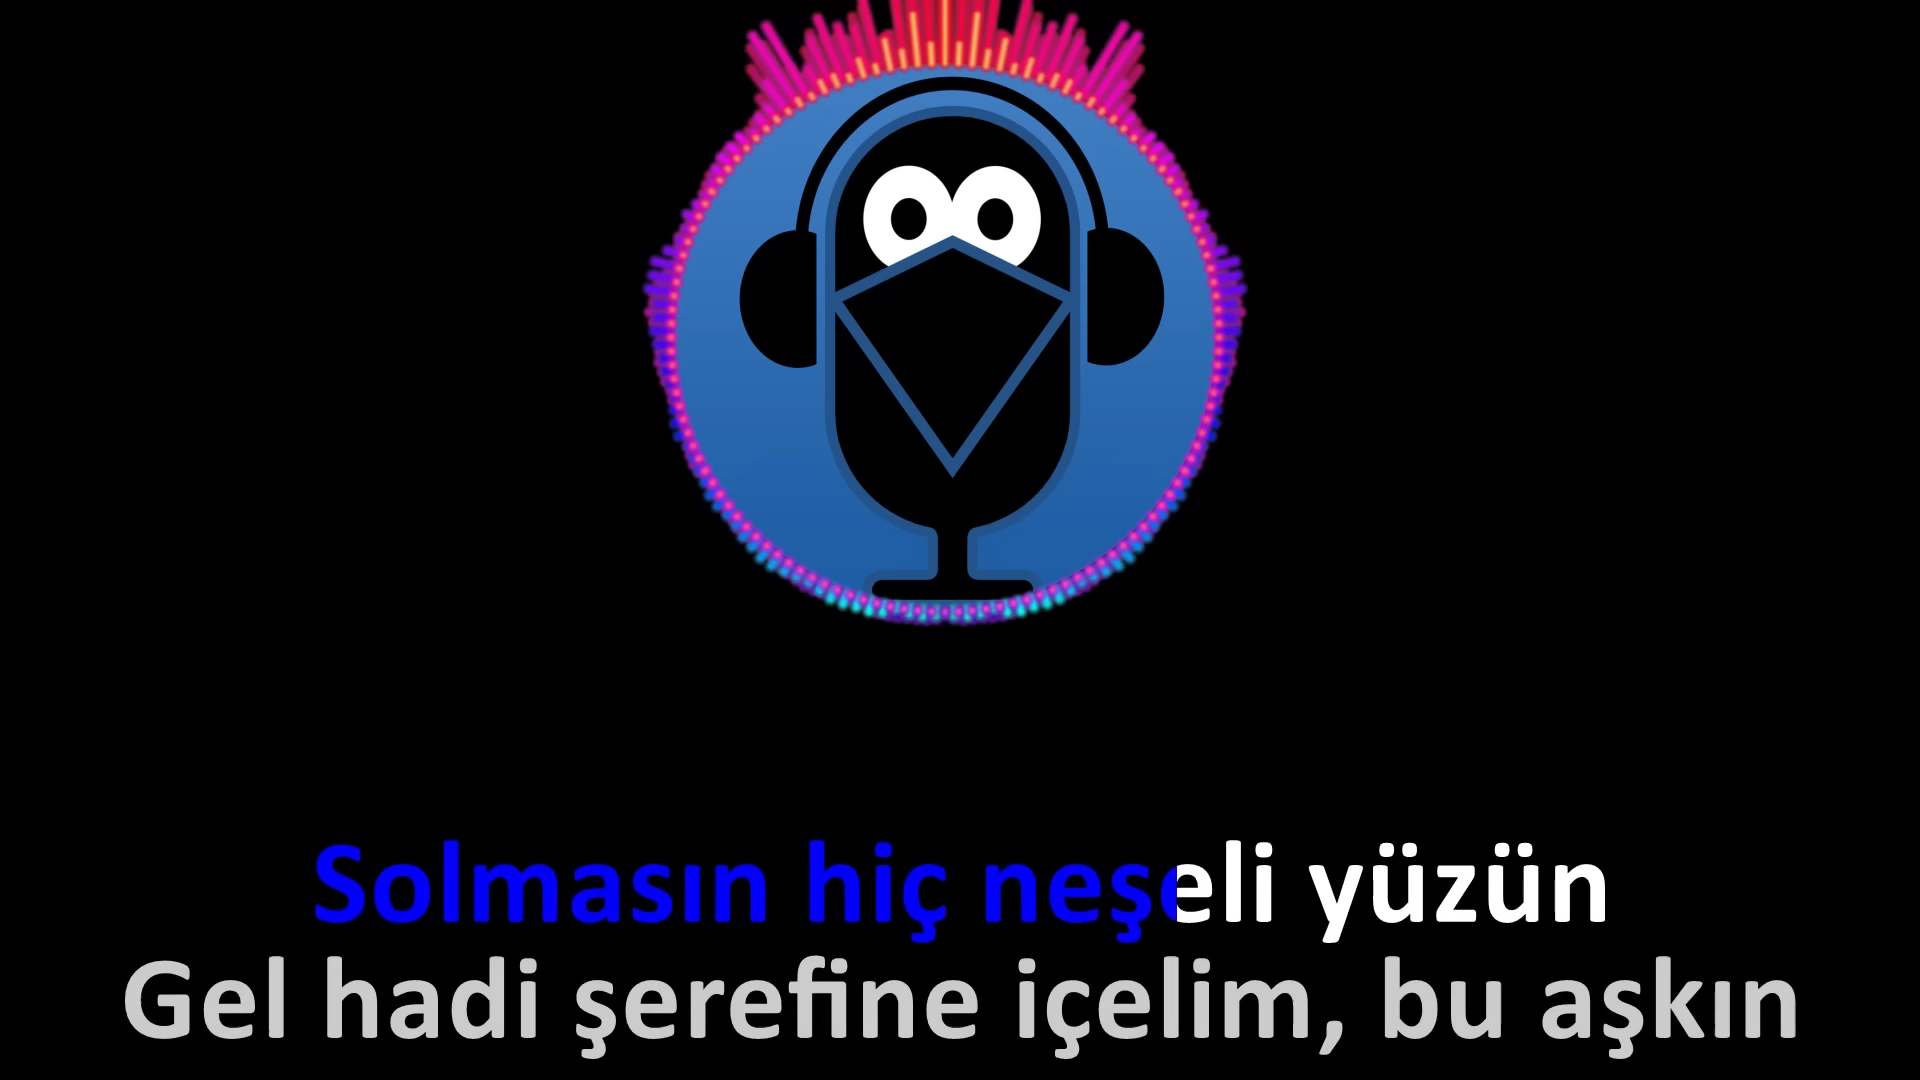 Solmasın hiç neşeli yüzün
Gel hadi şerefine içelim, bu aşkın